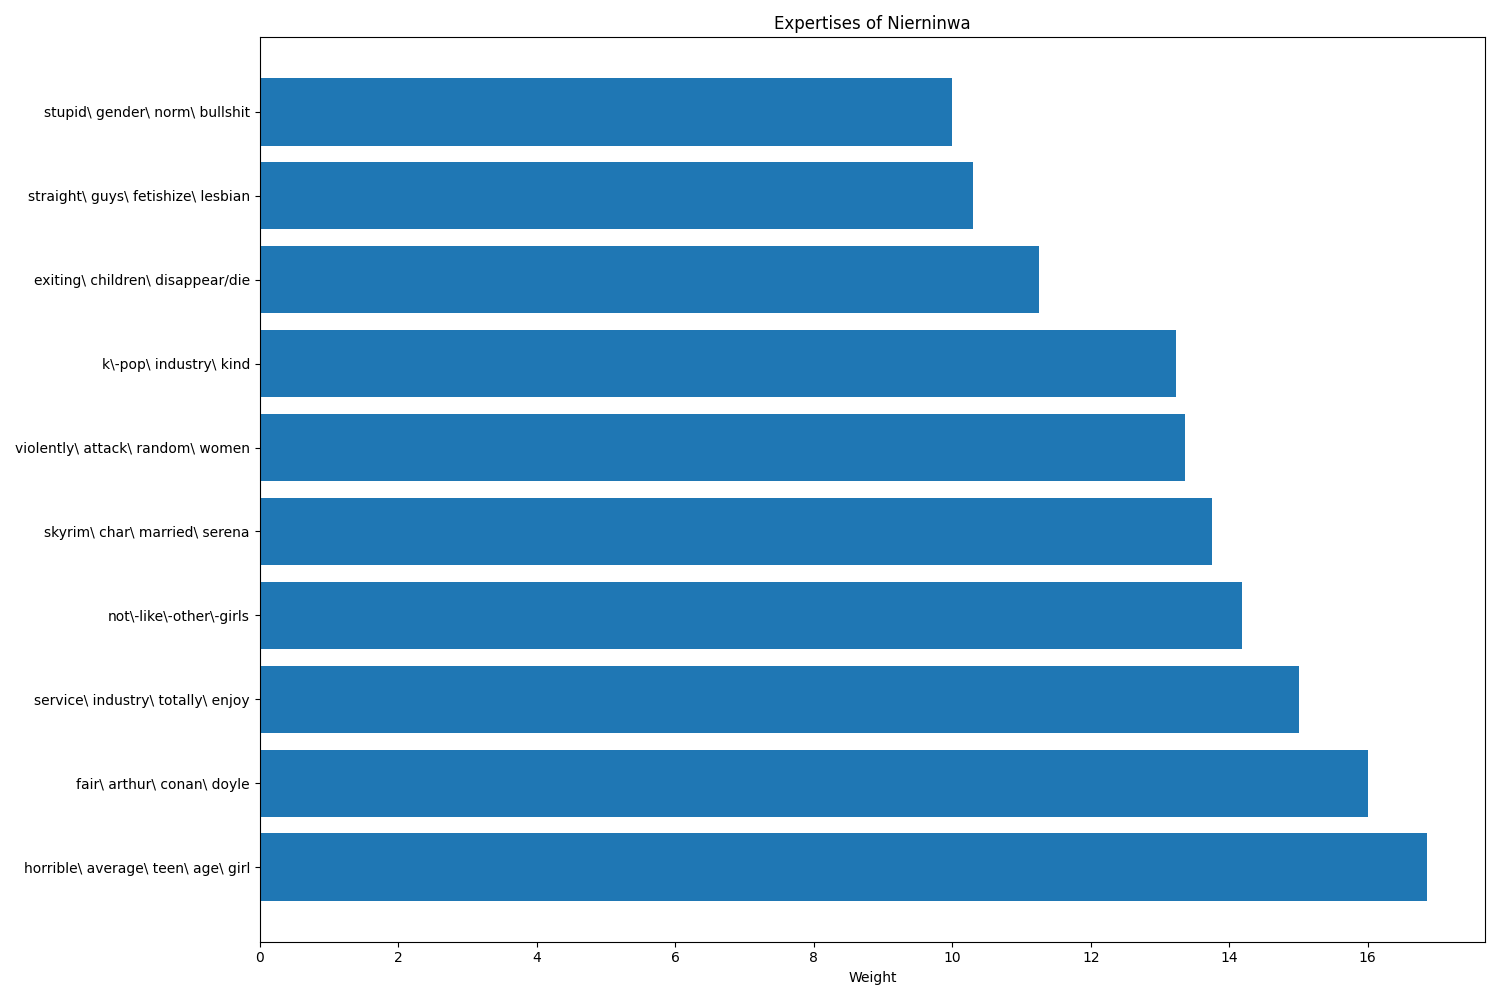 Expertises of Nierninwa
stupid\ gender\ norm\ bullshit
straight\ guys\ fetishize\ lesbian
exiting\ children\ disappear/die
k\-pop\ industry\ kind
violently\ attack\ random\ women
skyrim\ char\ married\ serena
not\-like\-other\-girls
service\ industry\ totally\ enjoy
fair\ arthur\ conan\ doyle
horrible\ average\ teen\ age\ girl
0 2 4 6 8 10 12 14 16
Weight